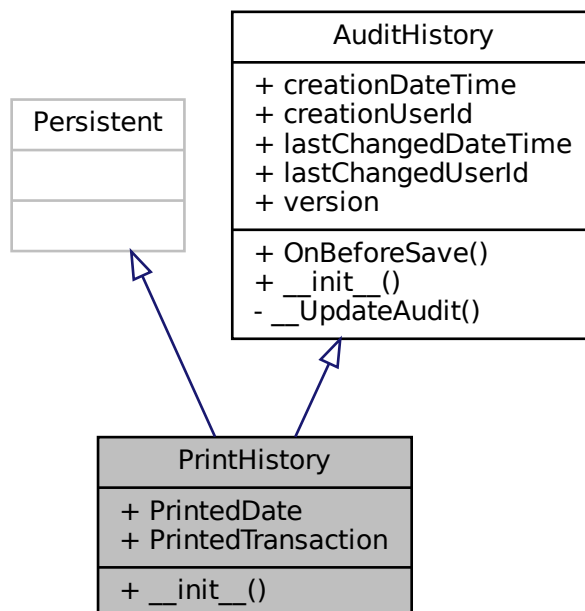 AuditHistory
+ creationDateTime
+ creationUserId
+ lastChangedDateTime
+ lastChangedUserId
+ version
+ OnBeforeSave()
+ __init__()
- __UpdateAudit()
Persistent
PrintHistory
+ PrintedDate
+ PrintedTransaction
+ __init__()